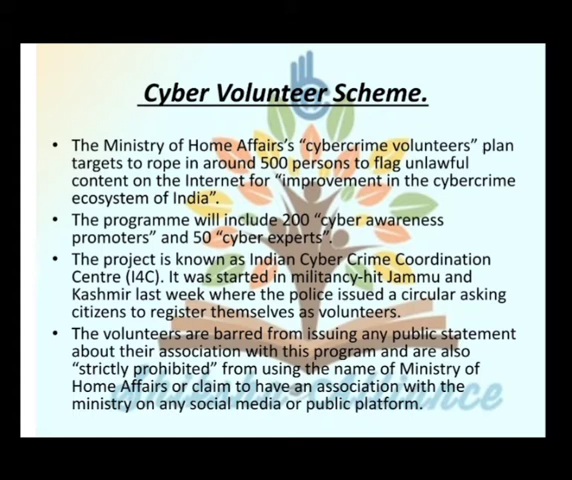 Cyber Volunteer Scheme.
• The Ministry of Home Affairs's "cybercrime volunteers" plan
targets to rope in around 500 persons to flag unlawful
content on the Internet for "improvement in the cybercrime
ecosystem of India".
• The programme will include 200 "cyber awareness
promoters" and 50 "cyber experts".
• The project is known as Indian Cyber Crime Coordination
Centre (I4C). It was started in militancy-hit Jammu and
Kashmir last week where the police issued a circular asking
citizens to register themselves as volunteers.
• The volunteers are barred from issuing any public statement
about their association with this program and are also
"strictly prohibited" from using the name of Ministry of
Home Affairs or claim to have an association with the
ministry on any social media or public platform.